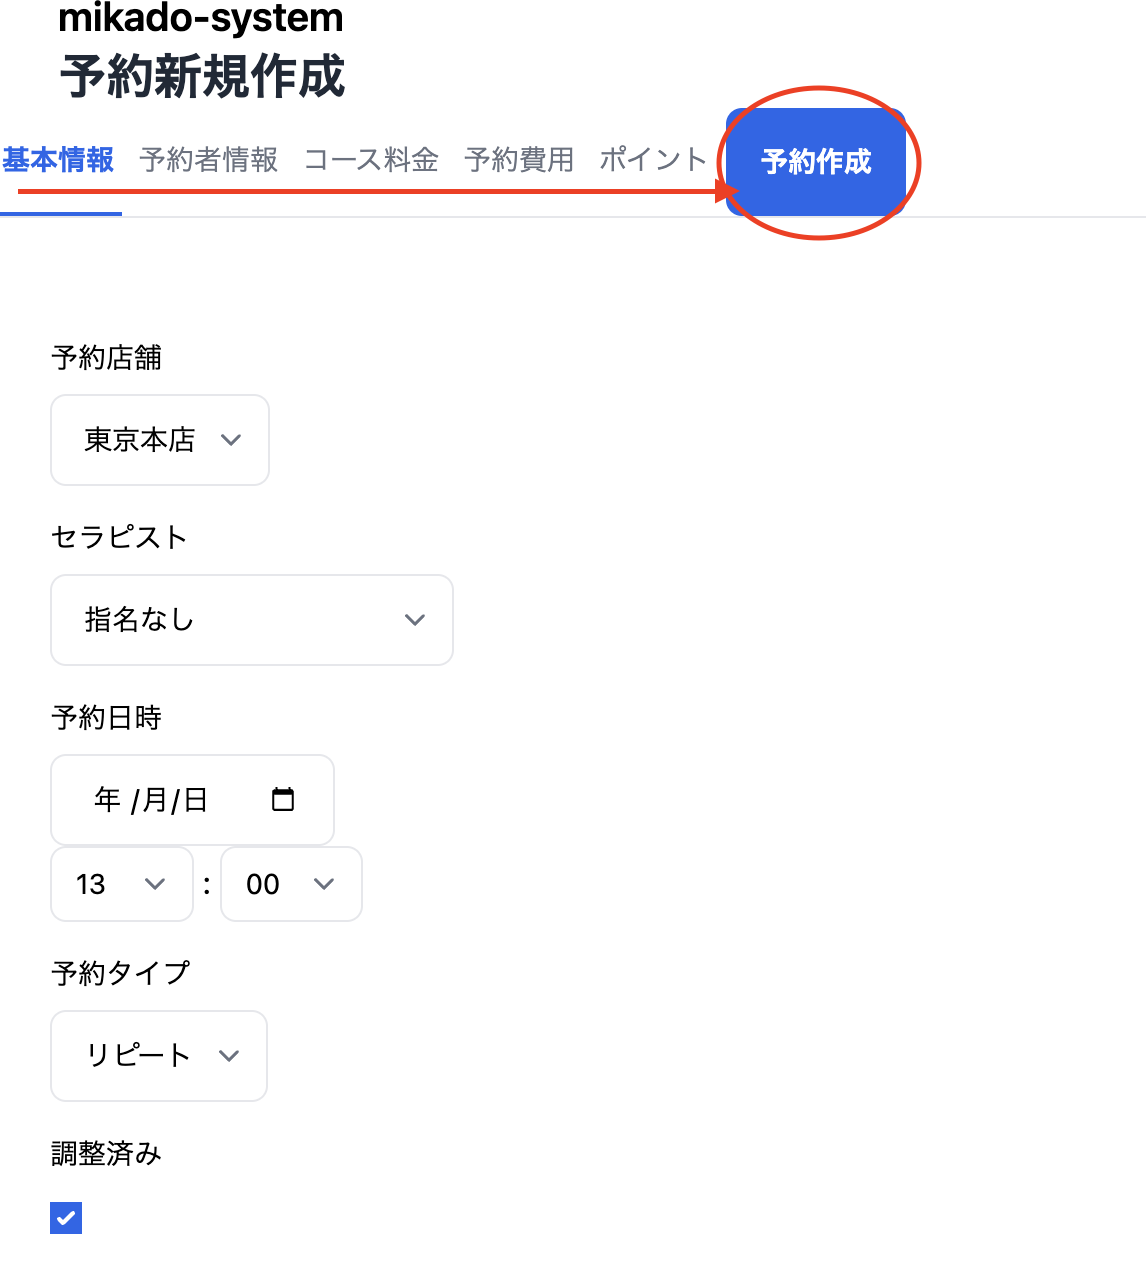 mikado-system
予約新規作成
基本情報 予約者情報 コース料金 予約費用 ポイント 予約作成
予約店舗
東京本店
セラピスト
指名なし
予約日時
年 /月/日
13 : 00
予約タイプ
リピート
調整済み